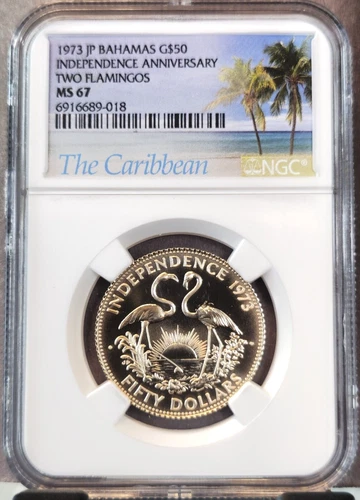 1973 JP BAHAMAS G$50
INDEPENDENCE ANNIVERSARY
TWO FLAMINGOS
MS 67
6916689-018
The Caribbean
NGC
INDEPENDENCE 1973
FIFTY DOLLARS